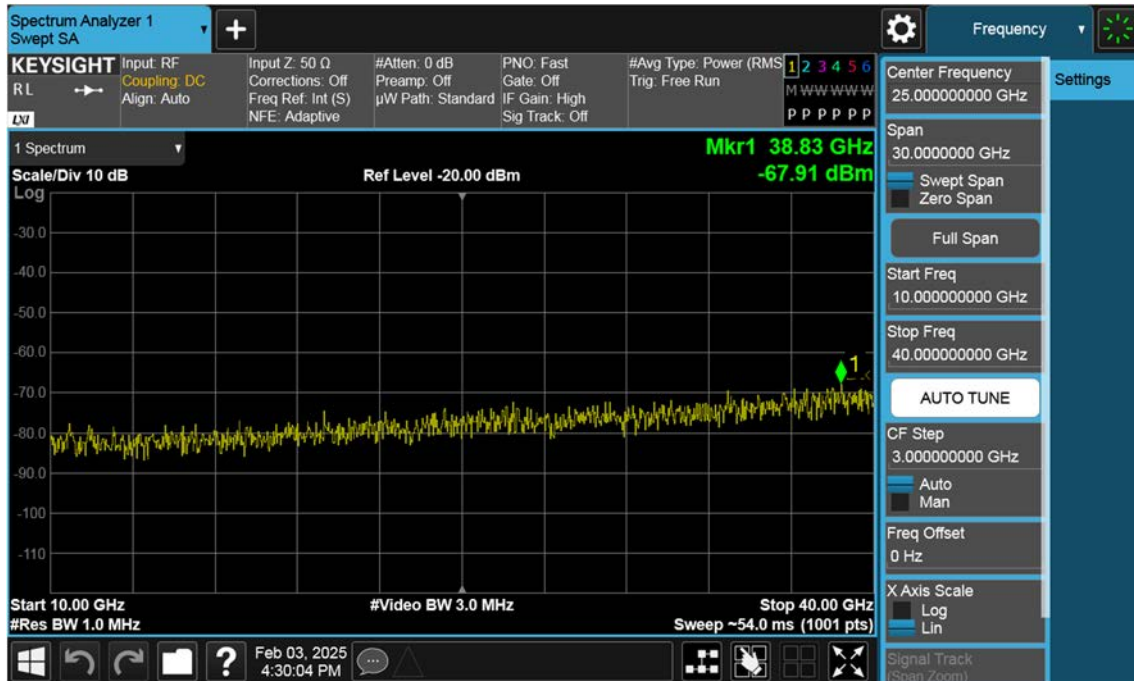 Spectrum Analyzer 1
Swept SA
Frequency
KEYSIGHT
R L
LXI
Input: RF
Coupling: DC
Align: Auto
Input Z: 50 Ω
Corrections: Off
Freq Ref: Int (S)
NFE: Adaptive
#Atten: 0 dB
Preamp: Off
µW Path: Standard
PNO: Fast
Gate: Off
IF Gain: High
Sig Track: Off
#Avg Type: Power (RMS
Trig: Free Run
1 2 3 4 5 6
M W W W W W
P P P P P P
1 Spectrum
Mkr1 38.83 GHz
-67.91 dBm
Scale/Div 10 dB
Ref Level -20.00 dBm
Log
-30.0
-40.0
-50.0
-60.0
-70.0
-80.0
-90.0
-100
-110
1
Start 10.00 GHz
#Video BW 3.0 MHz
Stop 40.00 GHz
#Res BW 1.0 MHz
Sweep ~54.0 ms (1001 pts)
Feb 03, 2025
4:30:04 PM
Center Frequency
25.000000000 GHz
Span
30.0000000 GHz
Swept Span
Zero Span
Full Span
Start Freq
10.000000000 GHz
Stop Freq
40.000000000 GHz
AUTO TUNE
CF Step
3.000000000 GHz
Auto
Man
Freq Offset
0 Hz
X Axis Scale
Log
Lin
Signal Track
(Span Zoom)
Settings